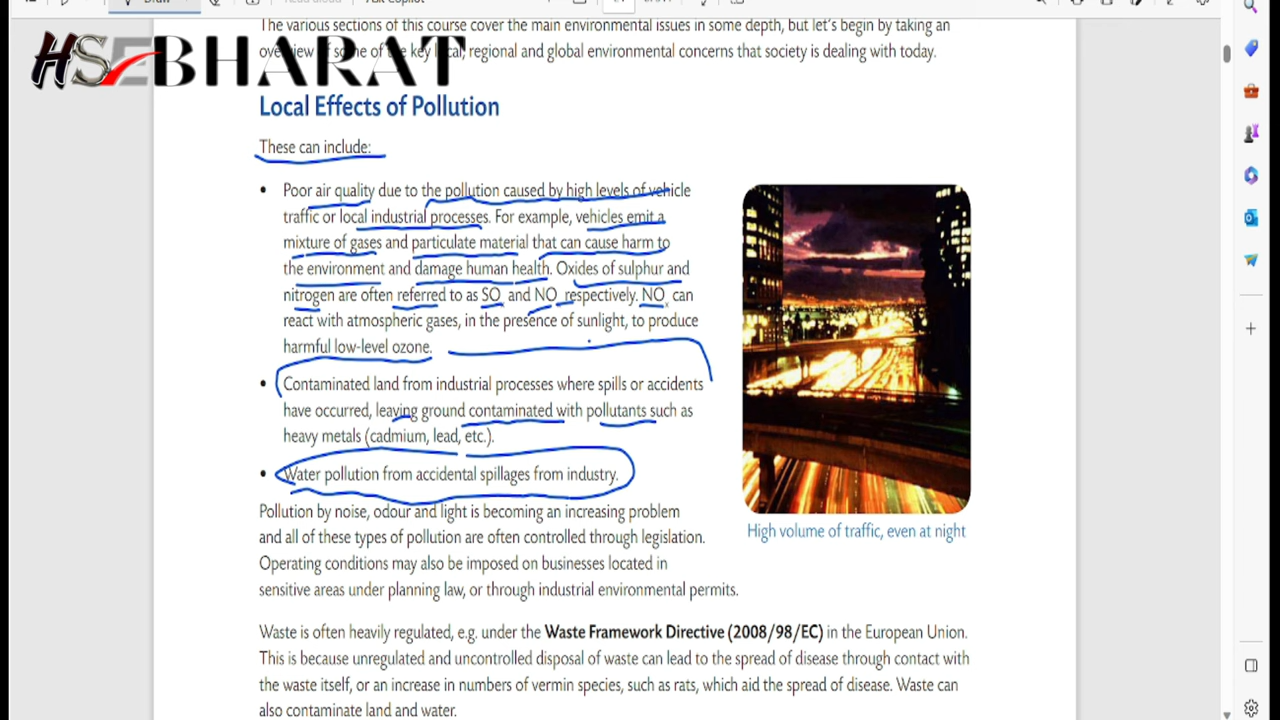 The various sections of this course cover the main environmental issues in some depth, but let's begin by taking an
overview of some of the key local, regional and global environmental concerns that society is dealing with today.
HSEBHARAT
Local Effects of Pollution
These can include:
• Poor air quality due to the pollution caused by high levels of vehicle
traffic or local industrial processes. For example, vehicles emit a
mixture of gases and particulate material that can cause harm to
the environment and damage human health. Oxides of sulphur and
nitrogen are often referred to as SOx and NOx respectively. NOx can
react with atmospheric gases, in the presence of sunlight, to produce
harmful low-level ozone.
• Contaminated land from industrial processes where spills or accidents
have occurred, leaving ground contaminated with pollutants such as
heavy metals (cadmium, lead, etc.).
• Water pollution from accidental spillages from industry.
High volume of traffic, even at night
Pollution by noise, odour and light is becoming an increasing problem
and all of these types of pollution are often controlled through legislation.
Operating conditions may also be imposed on businesses located in
sensitive areas under planning law, or through industrial environmental permits.
Waste is often heavily regulated, e.g. under the Waste Framework Directive (2008/98/EC) in the European Union.
This is because unregulated and uncontrolled disposal of waste can lead to the spread of disease through contact with
the waste itself, or an increase in numbers of vermin species, such as rats, which aid the spread of disease. Waste can
also contaminate land and water.